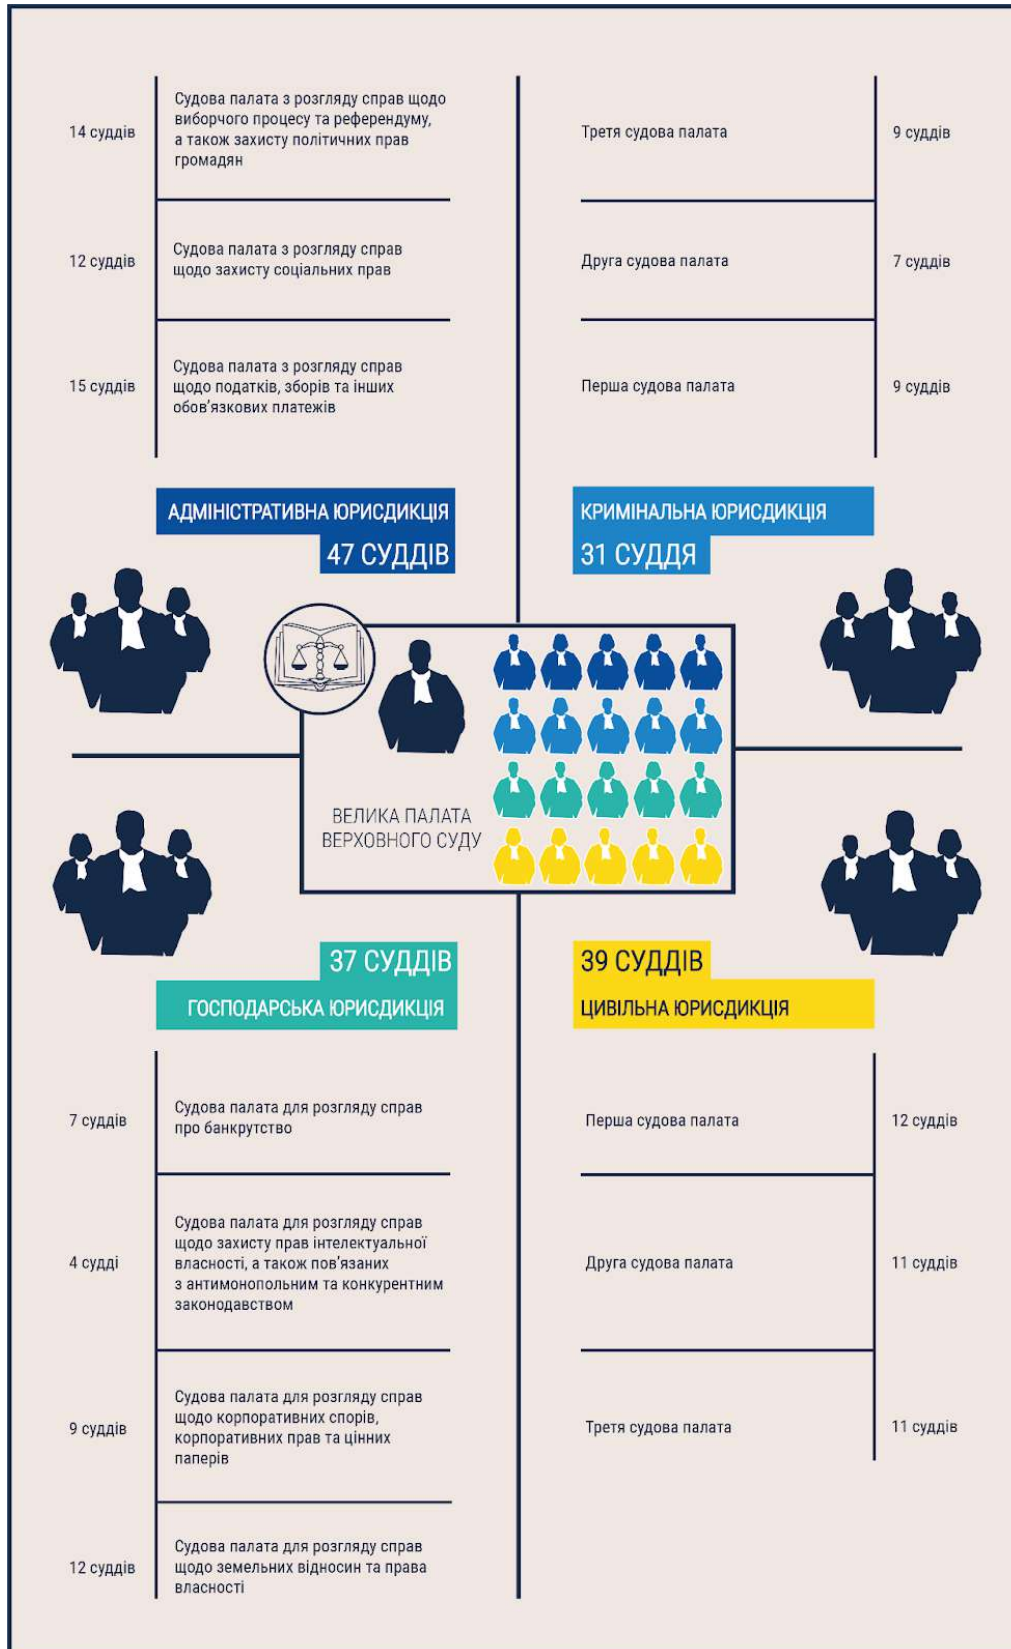 14 суддів
Судова палата з розгляду справ щодо
виборчого процесу та референдуму,
а також захисту політичних прав
громадян
12 суддів
Судова палата з розгляду справ
щодо захисту соціальних прав
15 суддів
Судова палата з розгляду справ
щодо податків, зборів та інших
обов’язкових платежів
АДМІНІСТРАТИВНА ЮРИСДИКЦІЯ
47 СУДДІВ
Третя судова палата
9 суддів
Друга судова палата
7 суддів
Перша судова палата
9 суддів
КРИМІНАЛЬНА ЮРИСДИКЦІЯ
31 СУДДЯ
ВЕЛИКА ПАЛАТА
ВЕРХОВНОГО СУДУ
37 СУДДІВ
ГОСПОДАРСЬКА ЮРИСДИКЦІЯ
7 суддів
Судова палата для розгляду справ
про банкрутство
4 судді
Судова палата для розгляду справ
щодо захисту прав інтелектуальної
власності, а також пов’язаних
з антимонопольним та конкурентним
законодавством
9 суддів
Судова палата для розгляду справ
щодо корпоративних спорів,
корпоративних прав та цінних
паперів
12 суддів
Судова палата для розгляду справ
щодо земельних відносин та права
власності
39 СУДДІВ
ЦИВІЛЬНА ЮРИСДИКЦІЯ
Перша судова палата
12 суддів
Друга судова палата
11 суддів
Третя судова палата
11 суддів